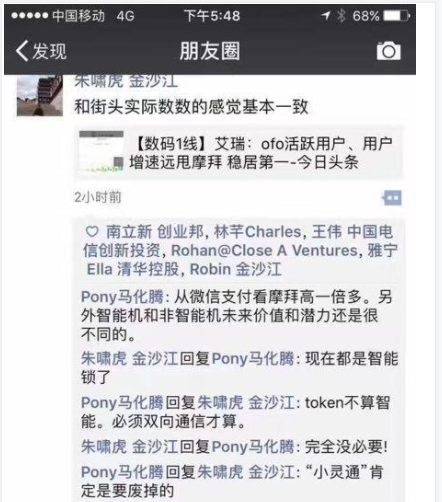 中国移动 4G 下午5:48 68%
发现 朋友圈
朱啸虎 金沙江
和街头实际数数的感觉基本一致
【数码1线】艾瑞：ofo活跃用户、用户
增速远甩摩拜 稳居第一-今日头条
2小时前
南立新 创业邦, 林芊Charles, 王伟 中国电
信创新投资, Rohan@Close A Ventures, 雅宁
Ella 清华控股, Robin 金沙江
Pony马化腾: 从微信支付看摩拜高一倍多。另
外智能机和非智能机未来价值和潜力还是很
不同的。
朱啸虎 金沙江回复Pony马化腾: 现在都是智能
锁了
Pony马化腾回复朱啸虎 金沙江: token不算智
能。必须双向通信才算。
朱啸虎 金沙江回复Pony马化腾: 完全没必要!
Pony马化腾回复朱啸虎 金沙江: “小灵通”肯
定是要废掉的